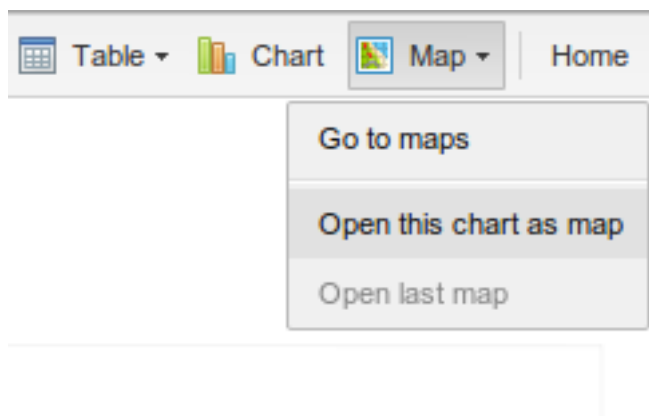 Table Chart Map Home
Go to maps
Open this chart as map
Open last map